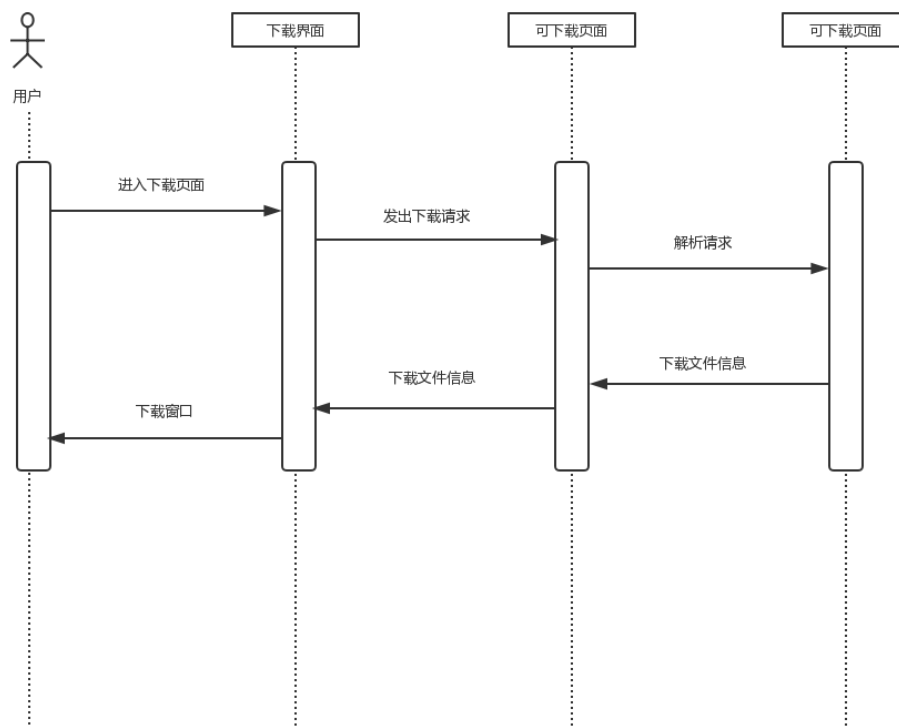 下载界面
可下载页面
可下载页面
用户
进入下载页面
发出下载请求
解析请求
下载文件信息
下载文件信息
下载窗口